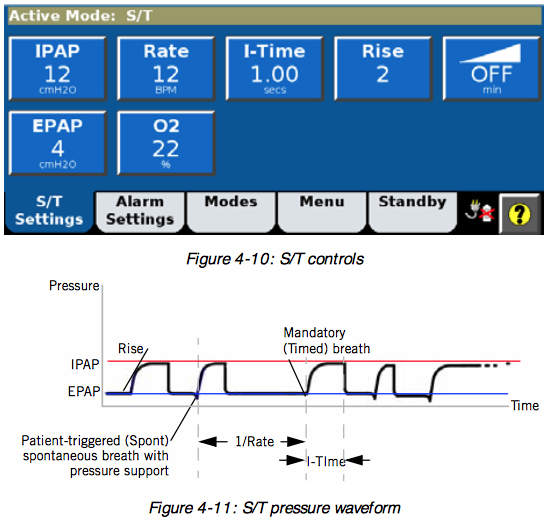 Active Mode: S/T
IPAP
12
cmH2O
Rate
12
BPM
I-Time
1.00
secs
Rise
2
OFF
min
EPAP
4
cmH2O
O2
22
%
S/T
Settings
Alarm
Settings
Modes
Menu
Standby
?
Figure 4-10: S/T controls
Pressure
Rise
Mandatory
(Timed) breath
IPAP
EPAP
Time
Patient-triggered (Spont)
spontaneous breath with
pressure support
1/Rate
I-TIme
Figure 4-11: S/T pressure waveform